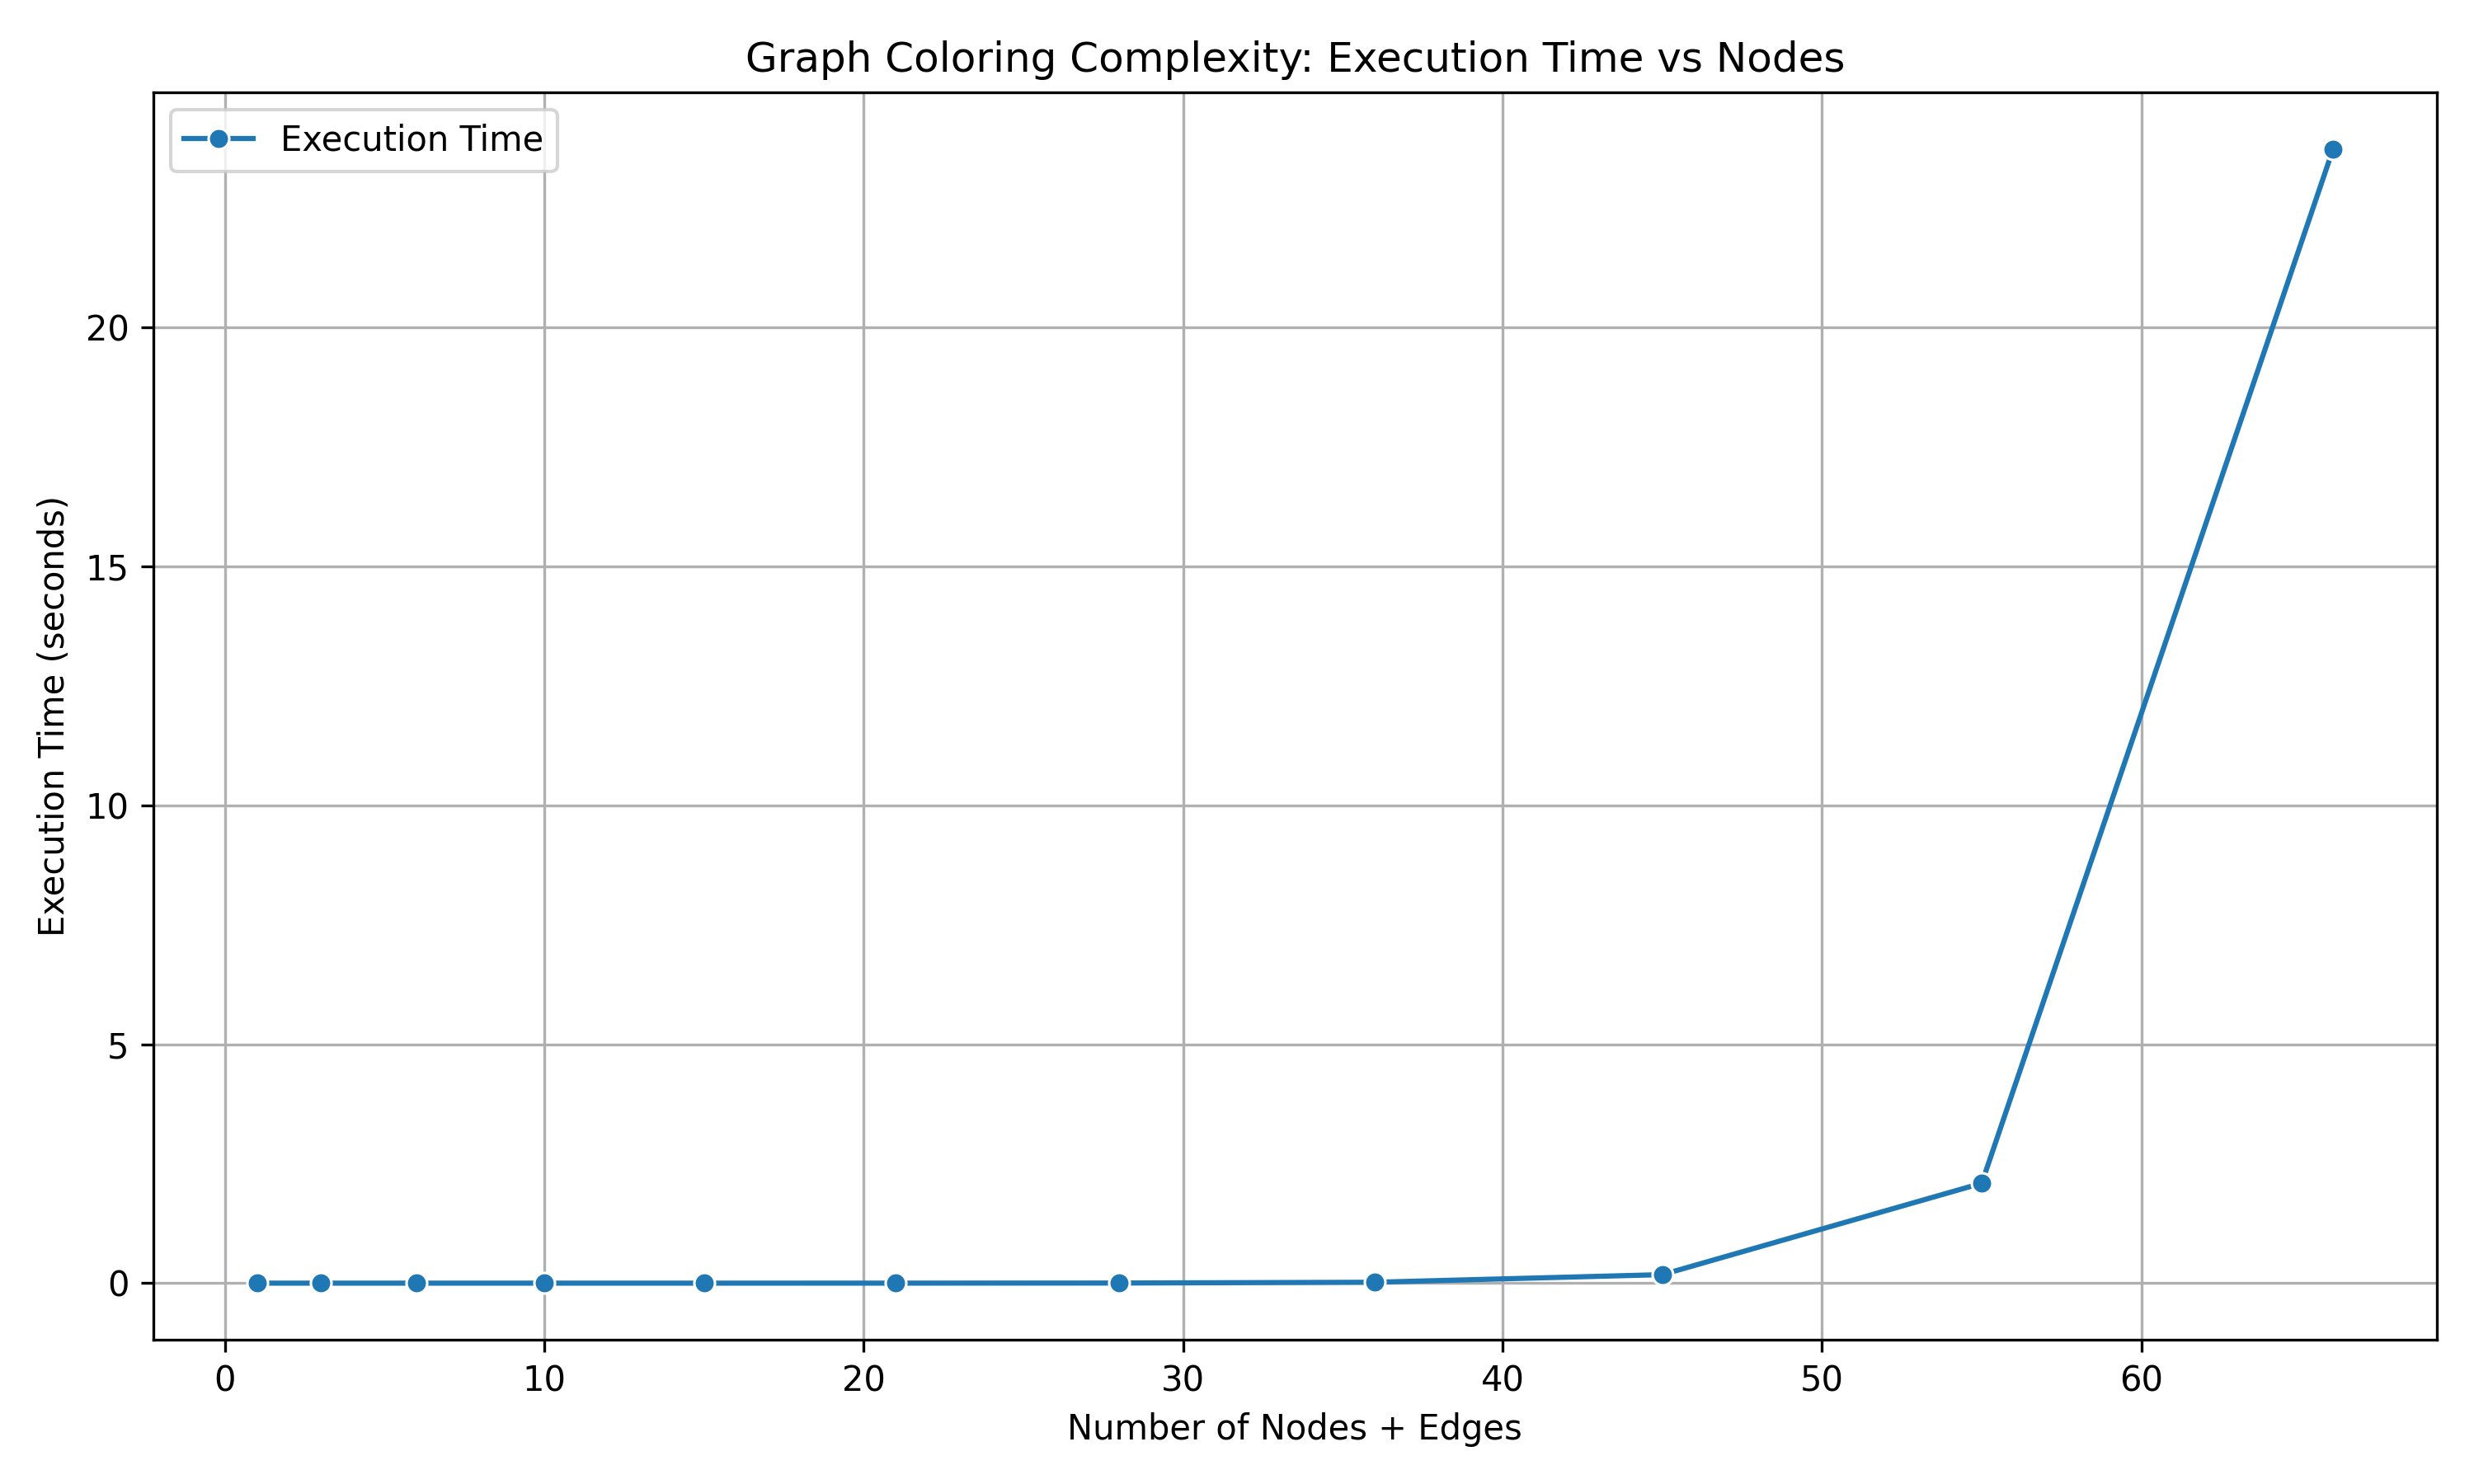 Graph Coloring Complexity: Execution Time vs Nodes
Execution Time
Execution Time (seconds)
20
15
10
5
0
0 10 20 30 40 50 60
Number of Nodes + Edges